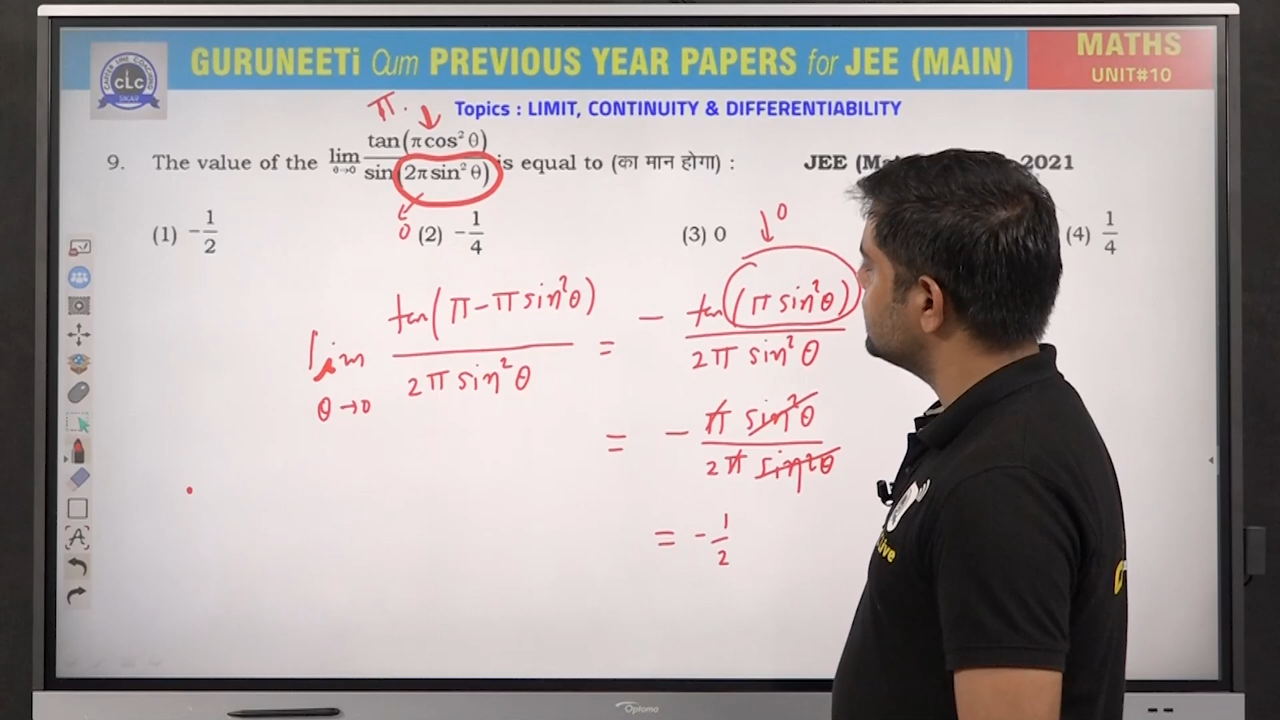 GURUNEETi Cum PREVIOUS YEAR PAPERS for JEE (MAIN)
MATHS
UNIT#10
CLC
SIKAR
Topics : LIMIT, CONTINUITY & DIFFERENTIABILITY
π.
9. The value of the lim θ→0 tan(π cos² θ) / sin(2π sin² θ) is equal to (का मान होगा) : JEE (M 2021
0
0
(1) -1/2 (2) -1/4 (3) 0 (4) 1/4
lim θ→0 tan(π-π sin²θ) / 2π sin²θ = - tan(π sin²θ) / 2π sin²θ
= - π sin²θ / 2π sin²θ
= -1/2
Live
Optoma